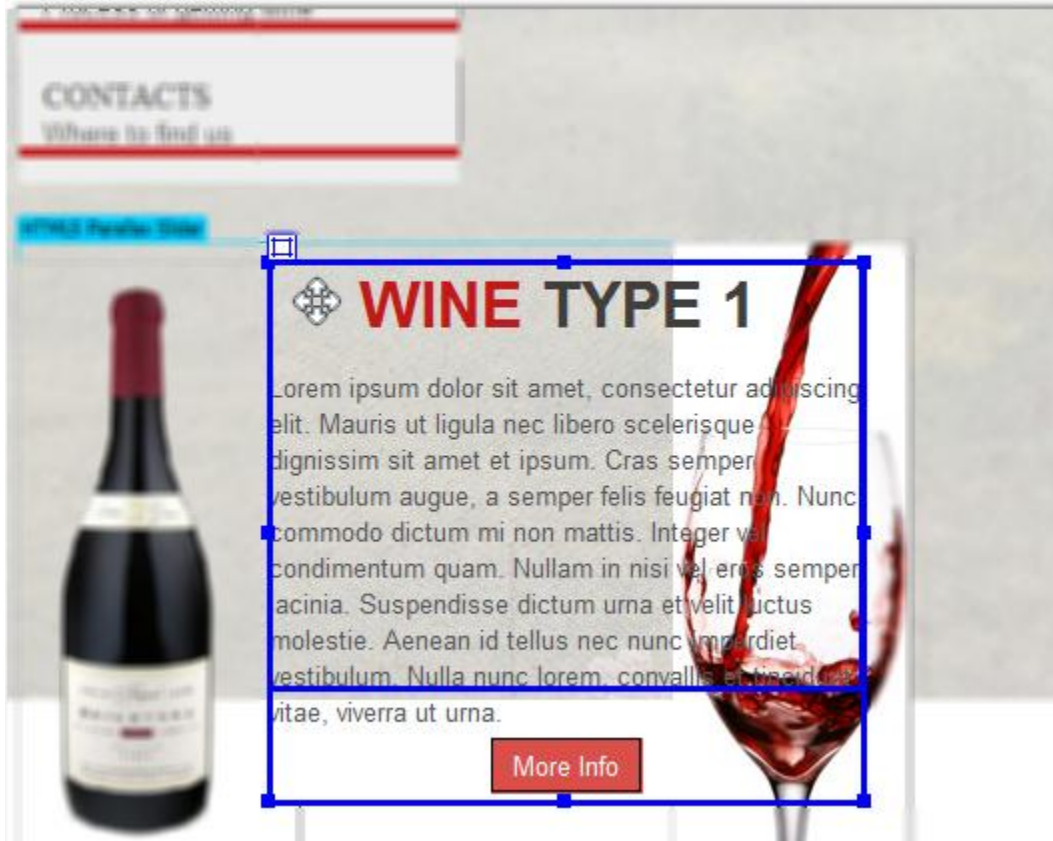 CONTACTS
Where to find us
HTML5 Parallax Slider
WINE TYPE 1
Lorem ipsum dolor sit amet, consectetur adipiscing
elit. Mauris ut ligula nec libero scelerisque
dignissim sit amet et ipsum. Cras semper
vestibulum augue, a semper felis feugiat non. Nunc
commodo dictum mi non mattis. Integer vel
condimentum quam. Nullam in nisi vel eros semper
lacinia. Suspendisse dictum urna et velit luctus
molestie. Aenean id tellus nec nunc imperdiet
vestibulum. Nulla nunc lorem, convallis et tincidunt
vitae, viverra ut urna.
More Info